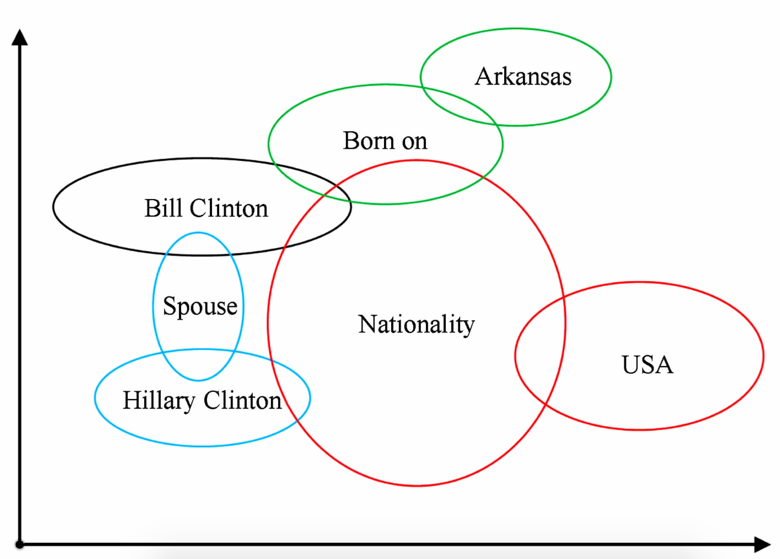 Arkansas
Born on
Bill Clinton
Spouse
Nationality
USA
Hillary Clinton